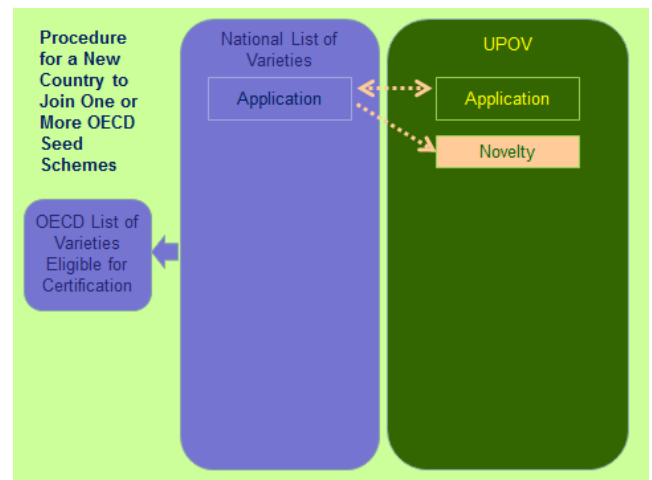 Procedure
for a New
Country to
Join One or
More OECD
Seed
Schemes
National List of
Varieties
Application
UPOV
Application
Novelty
OECD List of
Varieties
Eligible for
Certification